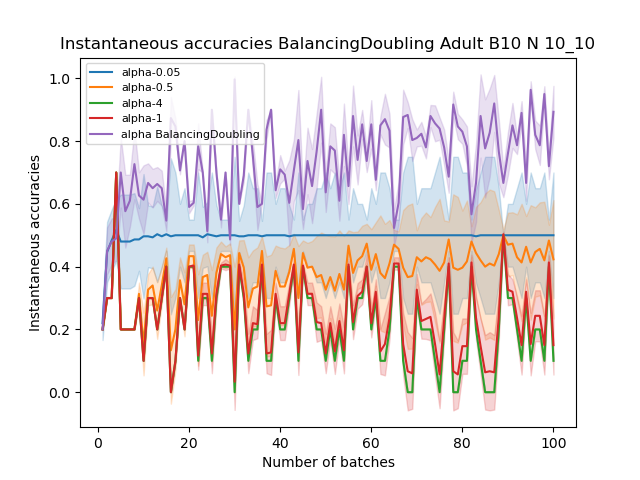 Instantaneous accuracies BalancingDoubling Adult B10 N 10_10
alpha-0.05
alpha-0.5
alpha-4
alpha-1
alpha BalancingDoubling
1.0
0.8
0.6
0.4
0.2
0.0
Instantaneous accuracies
0
20
40
60
80
100
Number of batches